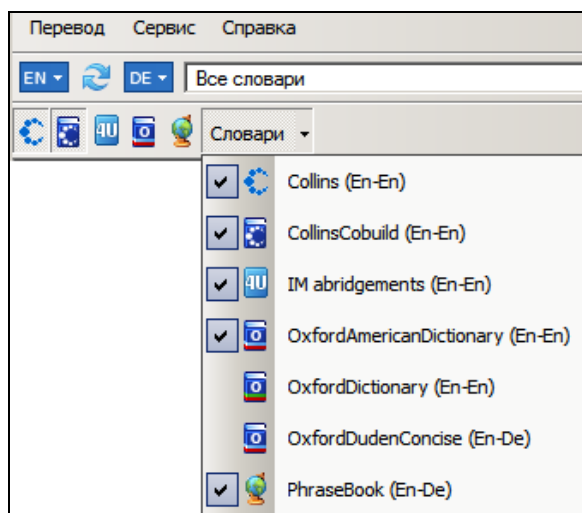 Перевод Сервис Справка
EN DE Все словари
4U O Словари
Collins (En-En)
CollinsCobuild (En-En)
4U IM abridgements (En-En)
O OxfordAmericanDictionary (En-En)
O OxfordDictionary (En-En)
O OxfordDudenConcise (En-De)
PhraseBook (En-De)